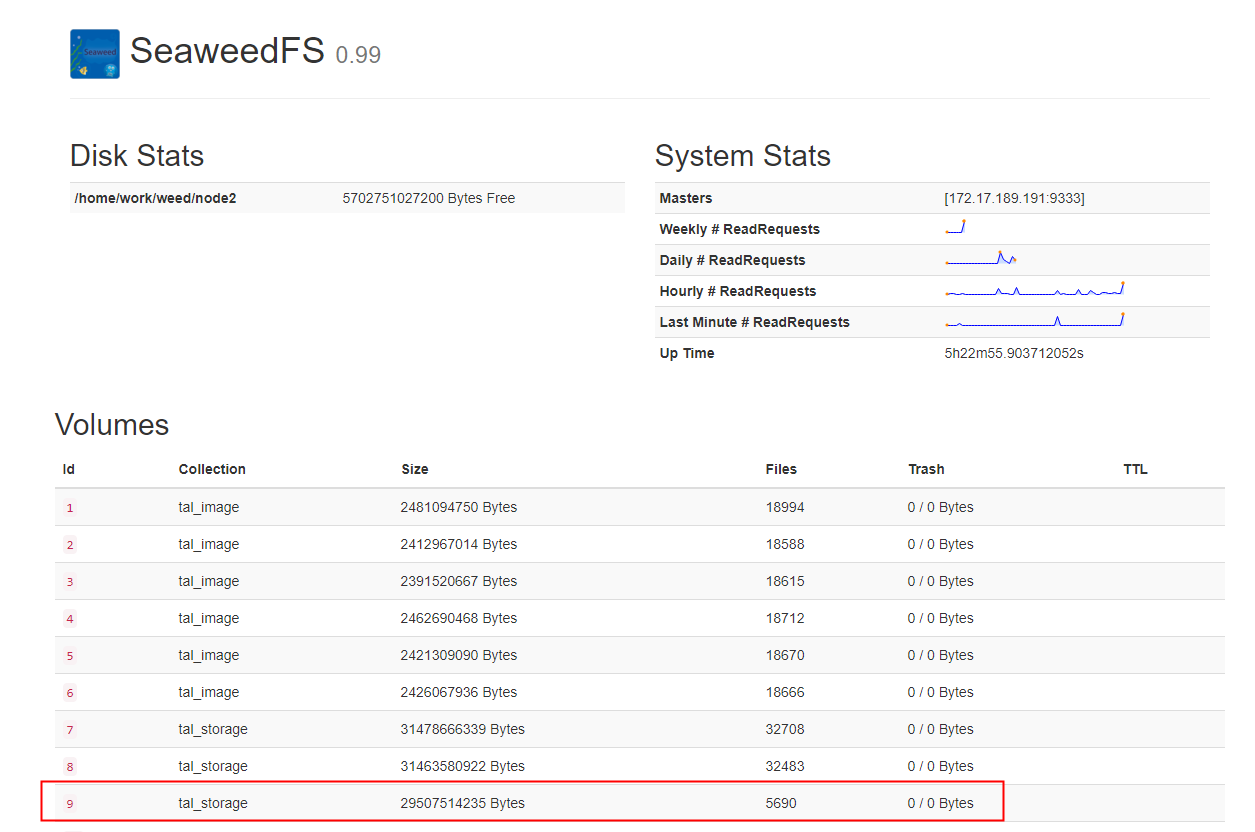 Seaweed
SeaweedFS 0.99
Disk Stats
/home/work/weed/node2 5702751027200 Bytes Free
System Stats
Masters [172.17.189.191:9333]
Weekly # ReadRequests
Daily # ReadRequests
Hourly # ReadRequests
Last Minute # ReadRequests
Up Time 5h22m55.903712052s
Volumes
Id Collection Size Files Trash TTL
1 tal_image 2481094750 Bytes 18994 0 / 0 Bytes
2 tal_image 2412967014 Bytes 18588 0 / 0 Bytes
3 tal_image 2391520667 Bytes 18615 0 / 0 Bytes
4 tal_image 2462690468 Bytes 18712 0 / 0 Bytes
5 tal_image 2421309090 Bytes 18670 0 / 0 Bytes
6 tal_image 2426067936 Bytes 18666 0 / 0 Bytes
7 tal_storage 31478666339 Bytes 32708 0 / 0 Bytes
8 tal_storage 31463580922 Bytes 32483 0 / 0 Bytes
9 tal_storage 29507514235 Bytes 5690 0 / 0 Bytes